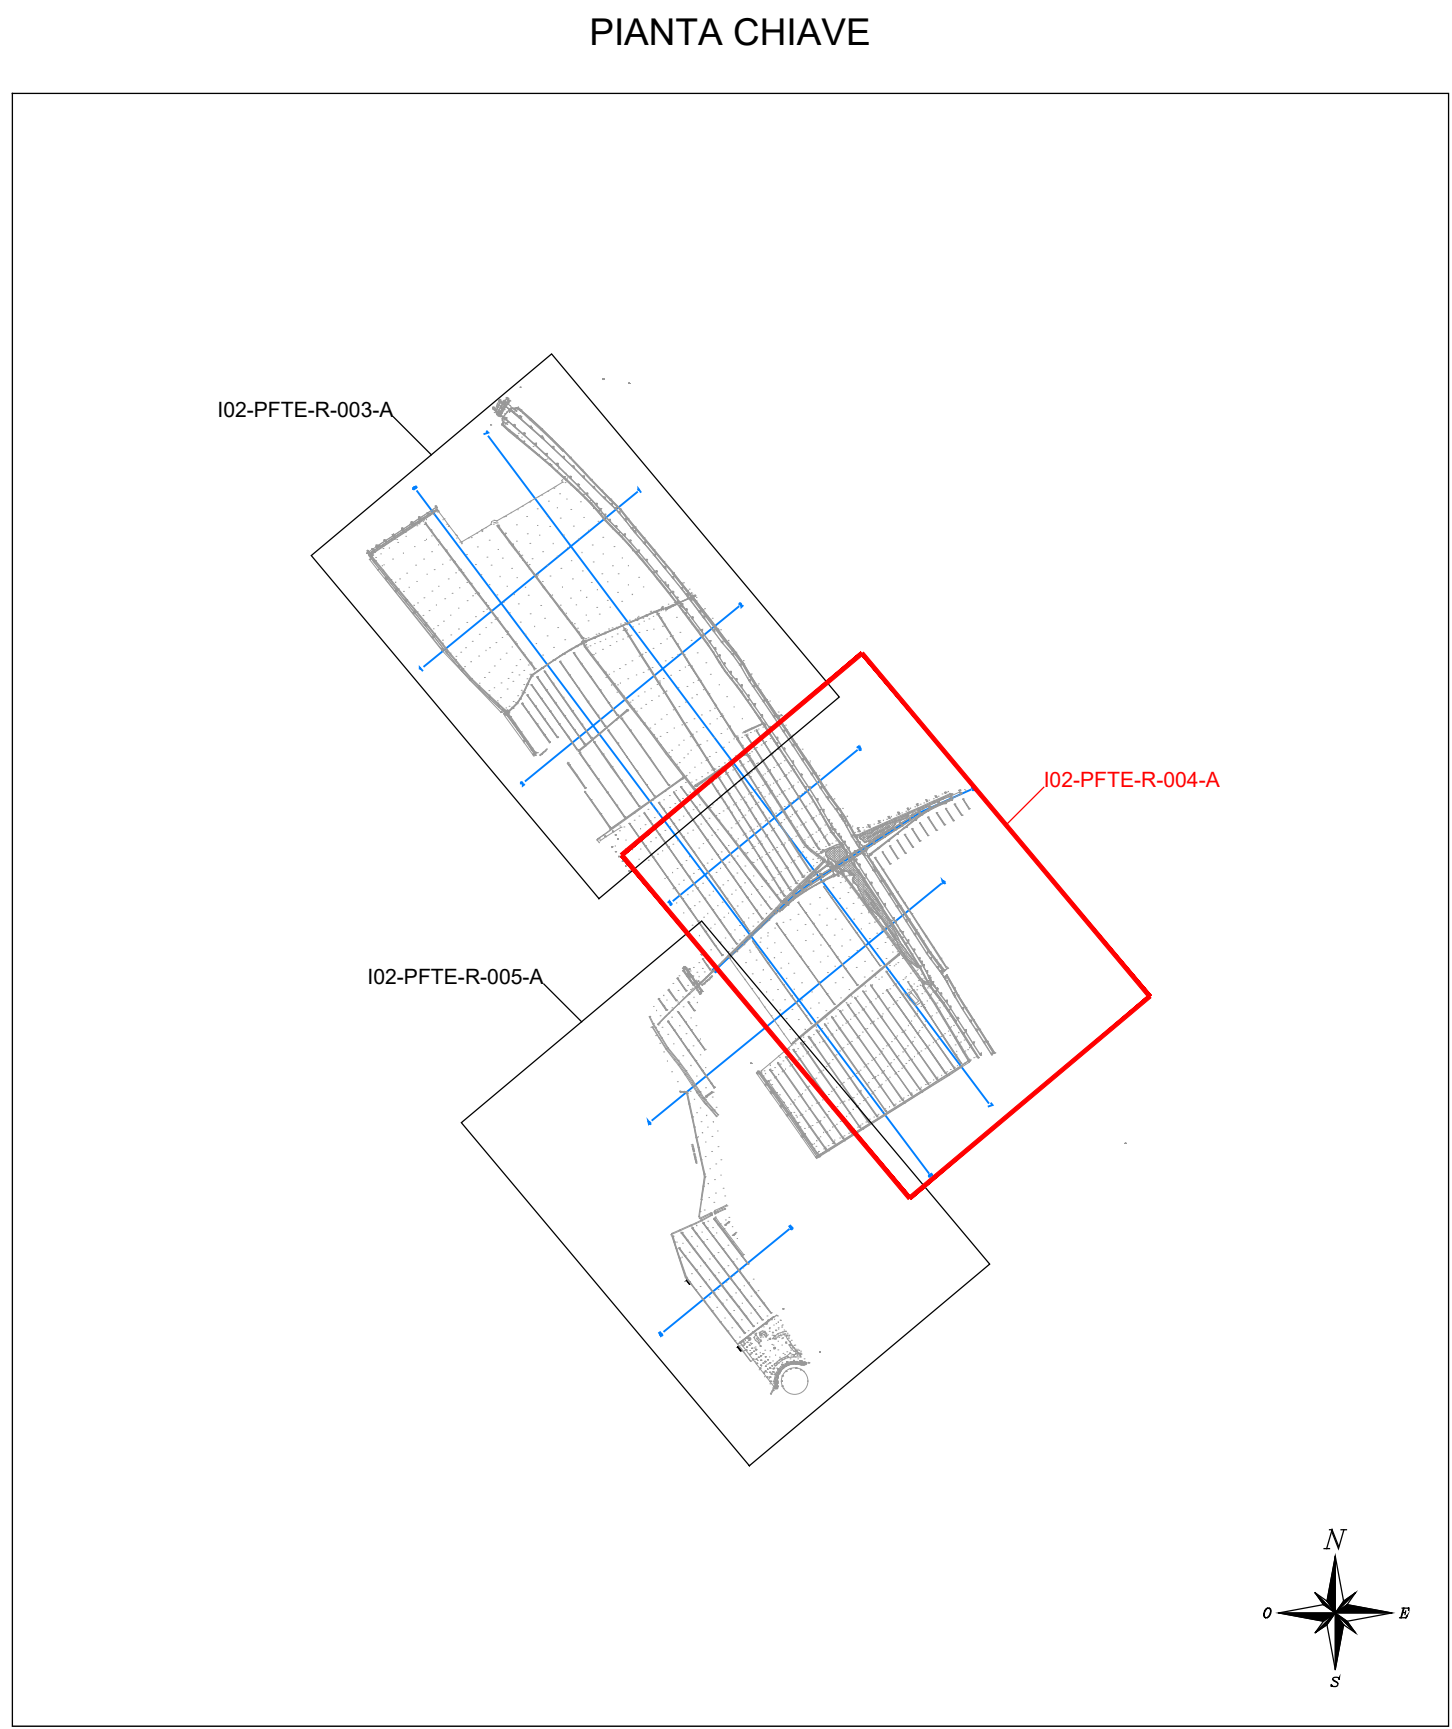 PIANTA CHIAVE
I02-PFTE-R-003-A
I02-PFTE-R-004-A
I02-PFTE-R-005-A
N
O
E
S